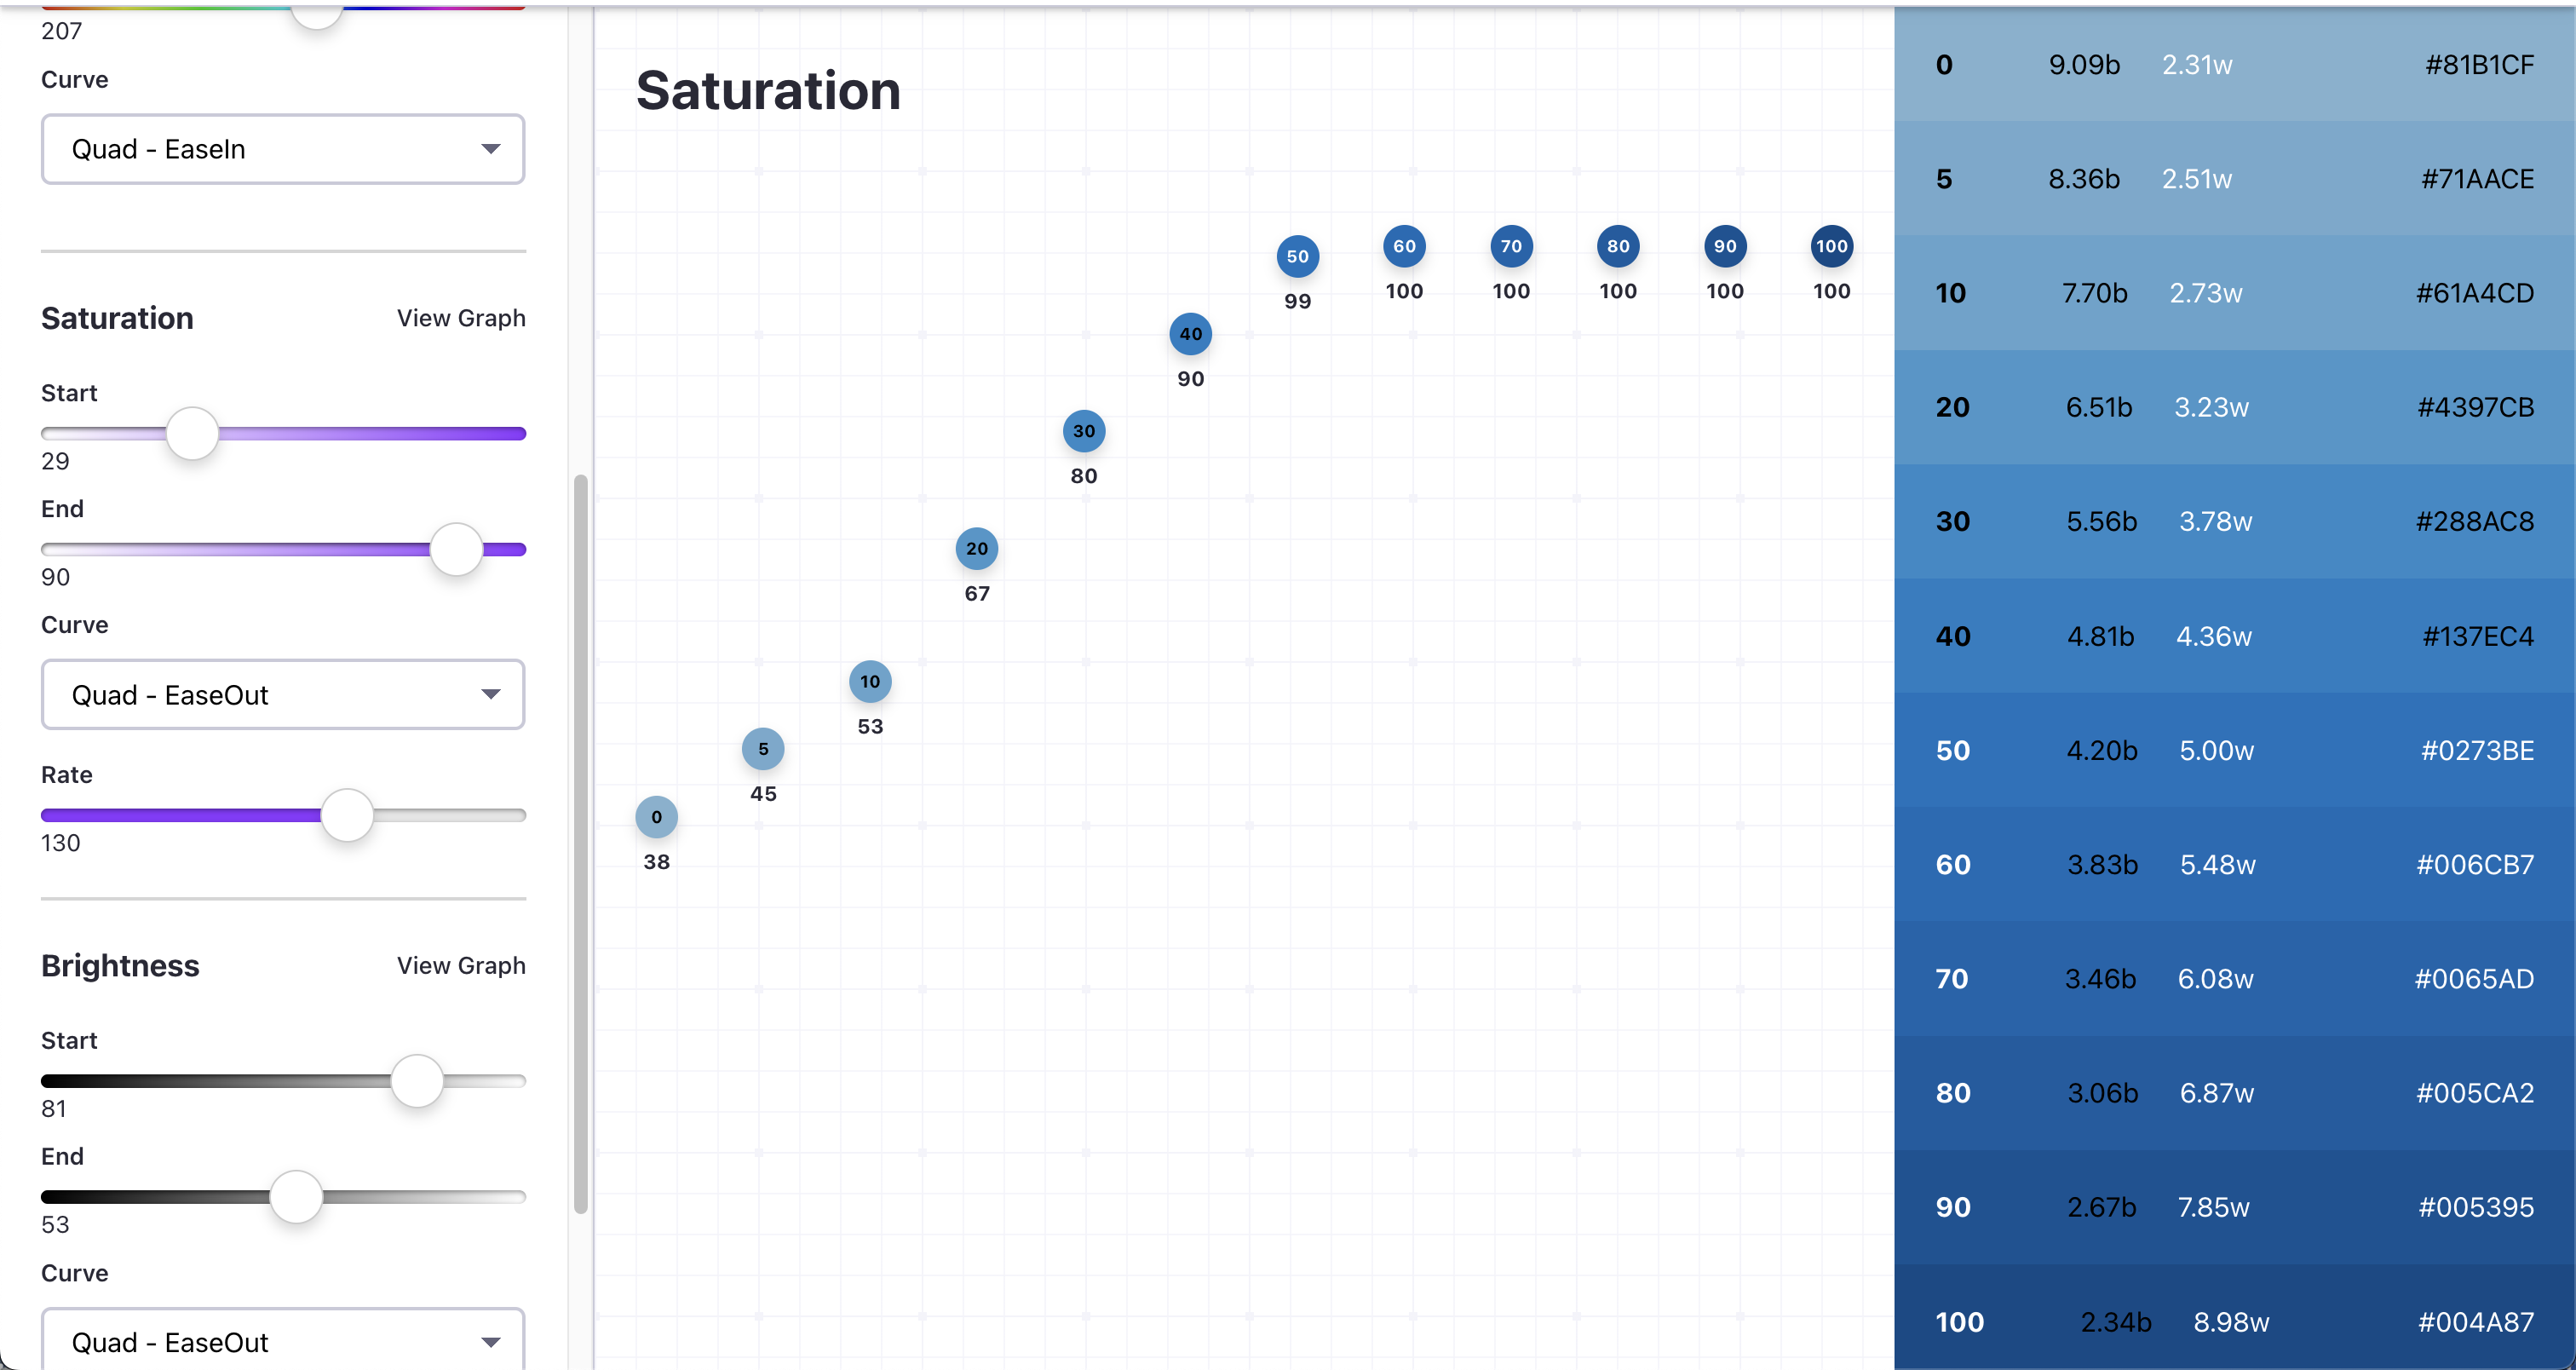 207
Curve
Quad - EaseIn
Saturation View Graph
Start
29
End
90
Curve
Quad - EaseOut
Rate
130
Brightness View Graph
Start
81
End
53
Curve
Quad - EaseOut
Saturation
0
38
5
45
10
53
20
67
30
80
40
90
50
99
60
100
70
100
80
100
90
100
100
100
0 9.09b 2.31w #81B1CF
5 8.36b 2.51w #71AACE
10 7.70b 2.73w #61A4CD
20 6.51b 3.23w #4397CB
30 5.56b 3.78w #288AC8
40 4.81b 4.36w #137EC4
50 4.20b 5.00w #0273BE
60 3.83b 5.48w #006CB7
70 3.46b 6.08w #0065AD
80 3.06b 6.87w #005CA2
90 2.67b 7.85w #005395
100 2.34b 8.98w #004A87